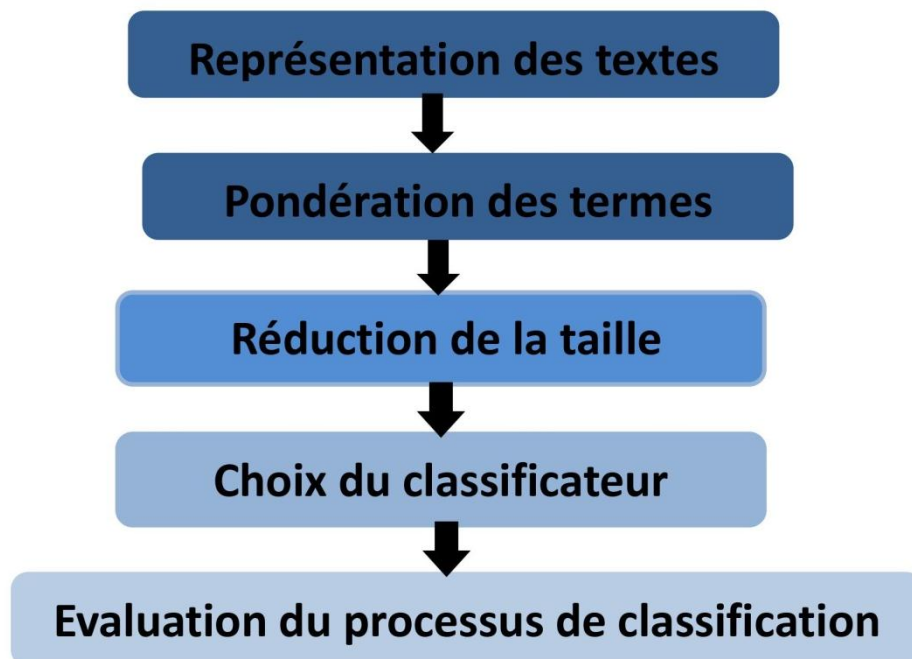 Représentation des textes
Pondération des termes
Réduction de la taille
Choix du classificateur
Evaluation du processus de classification